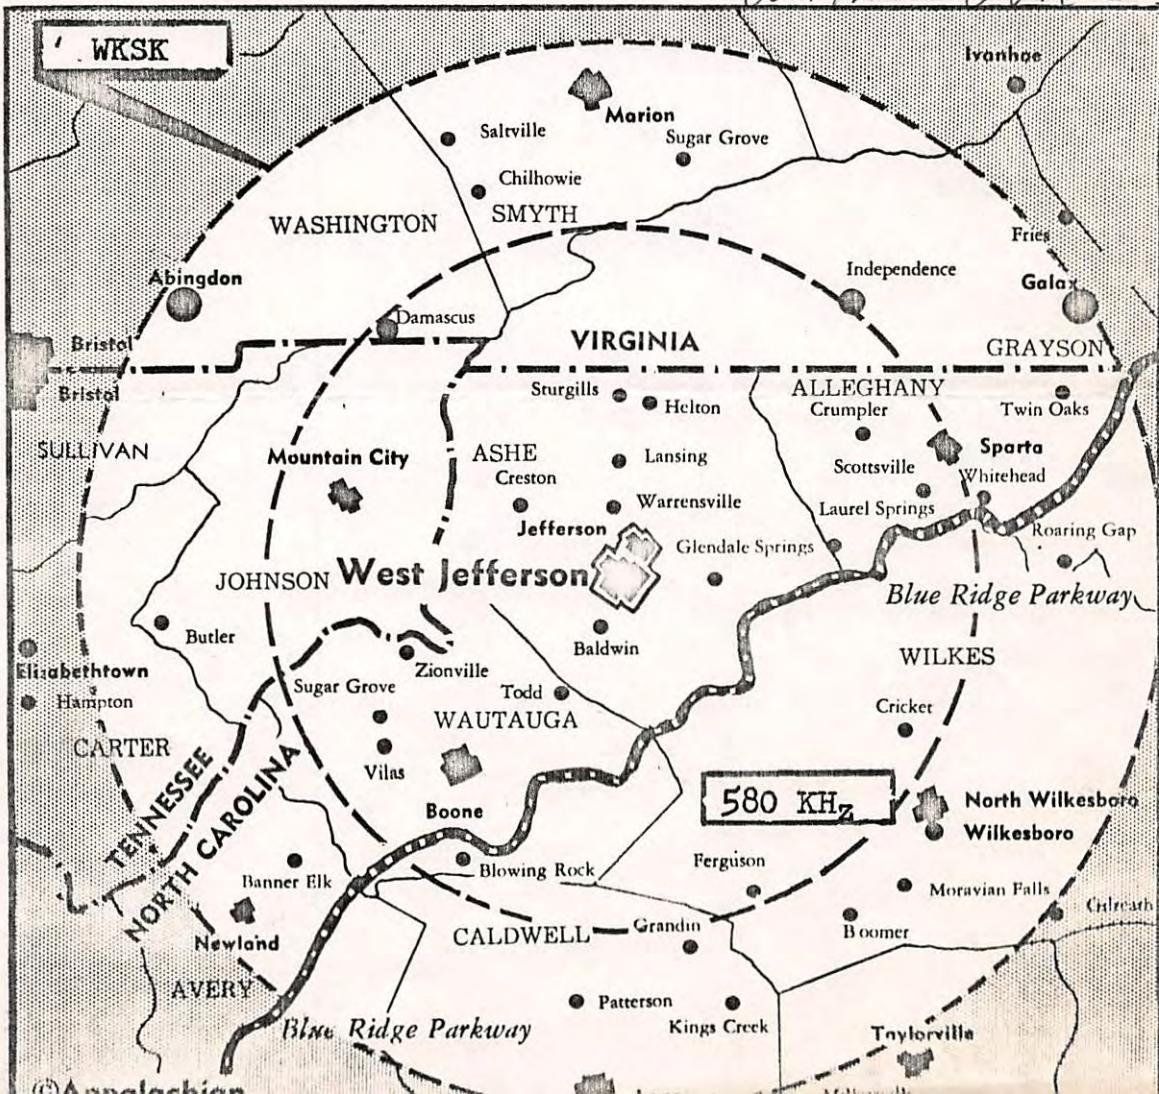 WKSK
Ivanhoe
Marion
Saltville
Sugar Grove
Chilhowie
SMYTH
WASHINGTON
Fries
Independence
Abingdon
Galax
Damascus
VIRGINIA
Bristol
GRAYSON
Bristol
ALLEGHANY
Sturgills
Helton
Crumpler
Twin Oaks
SULLIVAN
Mountain City
ASHE
Lansing
Sparta
Creston
Scottsville
Whitehead
Warrensville
Laurel Springs
Jefferson
Roaring Gap
Glendale Springs
JOHNSON
West Jefferson
Blue Ridge Parkway
Butler
Baldwin
WILKES
Elizabethtown
Zionville
Hampton
Sugar Grove
Todd
WAUTAUGA
Cricket
CARTER
Vilas
TENNESSEE
NORTH CAROLINA
580 KHz
North Wilkesboro
Boone
Wilkesboro
Blowing Rock
Ferguson
Banner Elk
Moravian Falls
Newland
CALDWELL
Grandin
Boomer
AVERY
Patterson
Kings Creek
Blue Ridge Parkway
Taylorville
(C)Appalachian